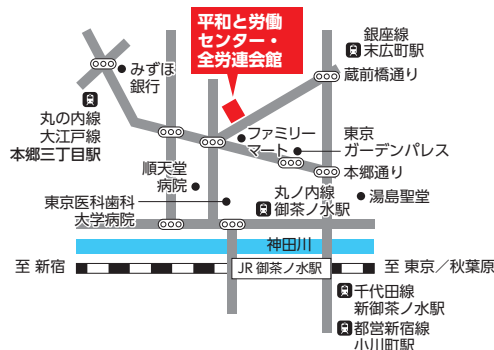 平和と労働
センター・
全労連会館
銀座線
末広町駅
蔵前橋通り
みずほ
銀行
丸の内線
大江戸線
本郷三丁目駅
ファミリー
マート
東京
ガーデンパレス
本郷通り
順天堂
病院
東京医科歯科
大学病院
丸ノ内線
御茶ノ水駅
湯島聖堂
神田川
至 新宿
JR 御茶ノ水駅
至 東京／秋葉原
千代田線
新御茶ノ水駅
都営新宿線
小川町駅